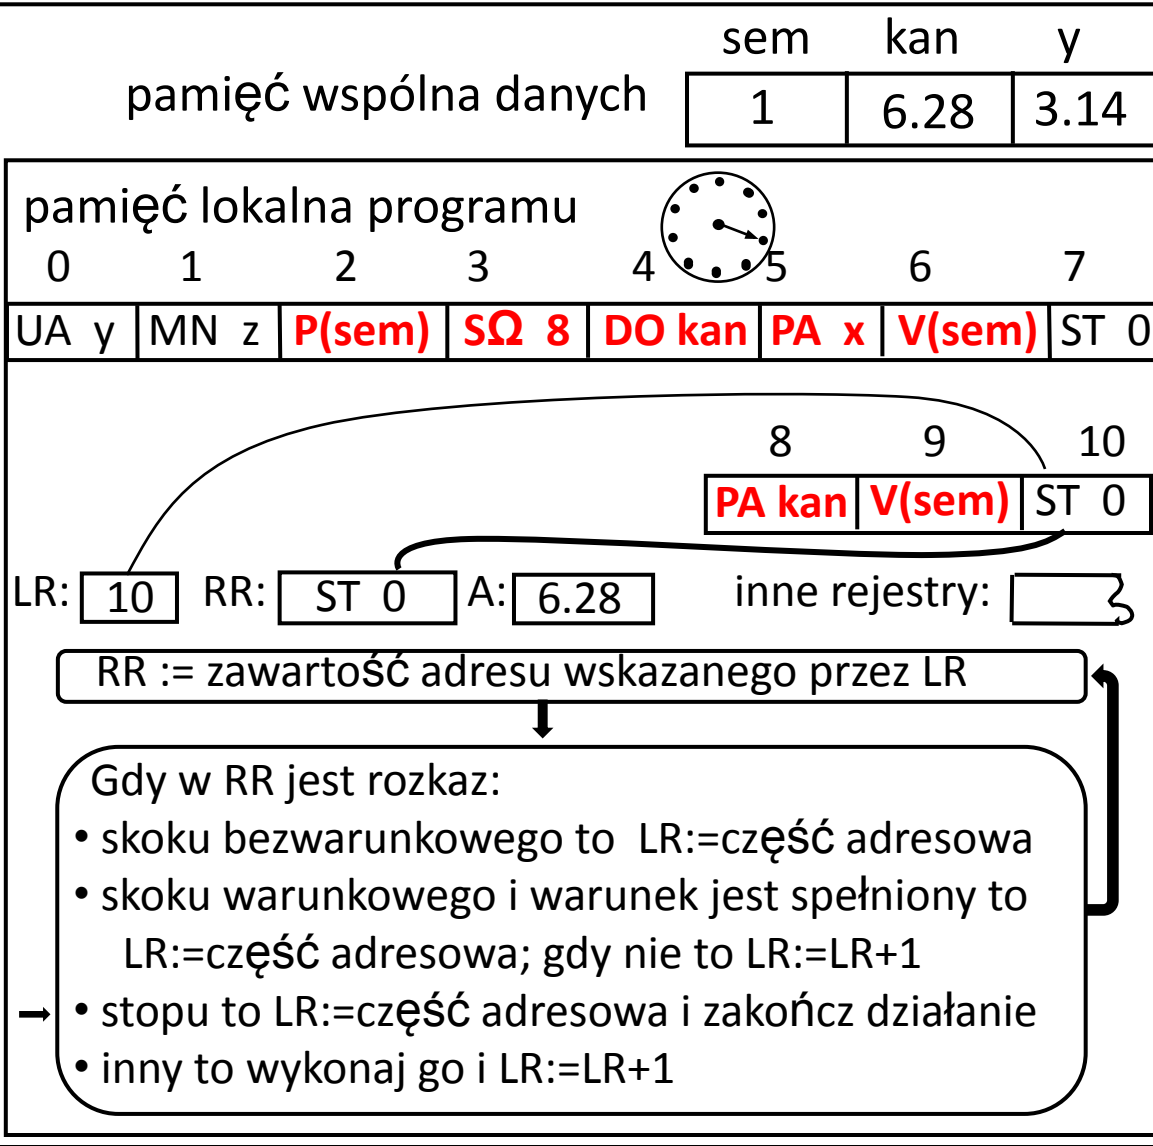 sem kan y
pamięć wspólna danych 1 6.28 3.14
pamięć lokalna programu
0 1 2 3 4 5 6 7
UA y MN z P(sem) SΩ 8 DO kan PA x V(sem) ST 0
8 9 10
PA kan V(sem) ST 0
LR: 10 RR: ST 0 A: 6.28 inne rejestry:
RR := zawartość adresu wskazanego przez LR
Gdy w RR jest rozkaz:
• skoku bezwarunkowego to LR:=część adresowa
• skoku warunkowego i warunek jest spełniony to
LR:=część adresowa; gdy nie to LR:=LR+1
• stopu to LR:=część adresowa i zakończ działanie
• inny to wykonaj go i LR:=LR+1